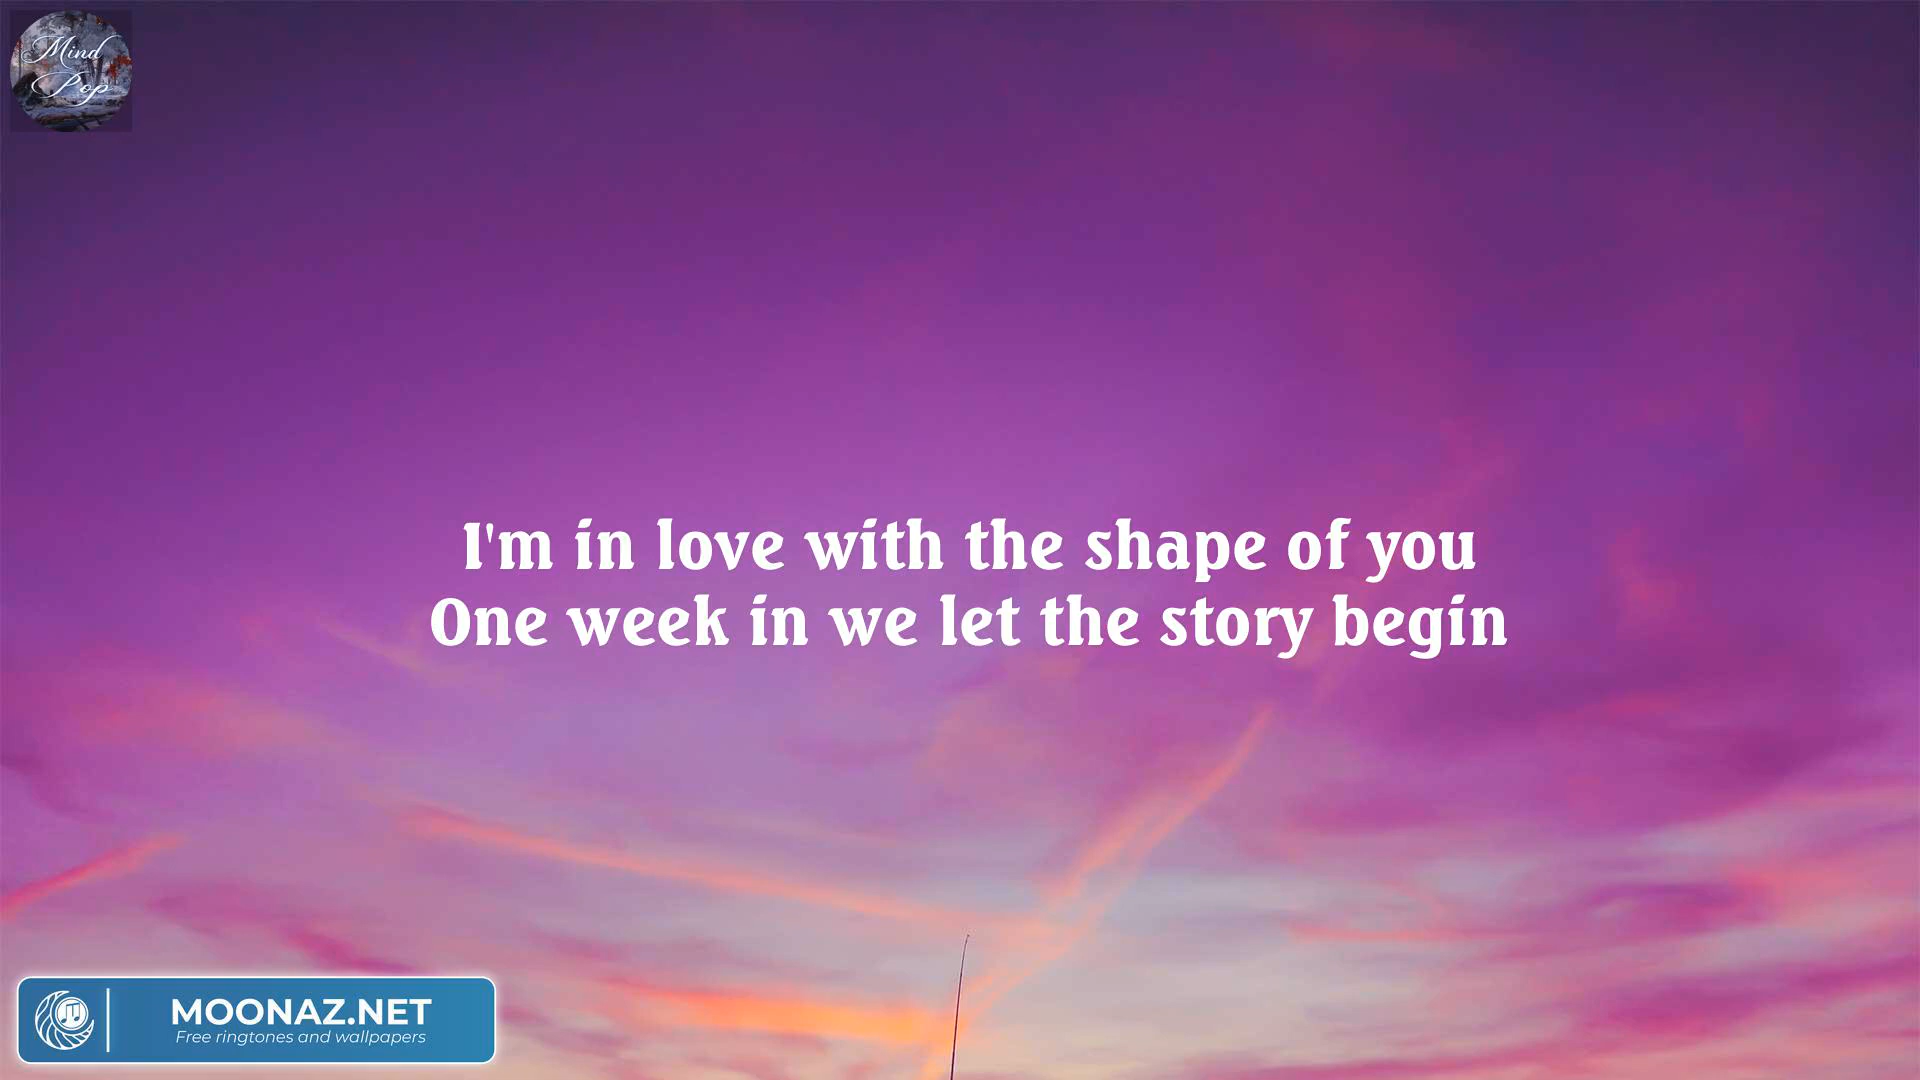 Mind
Pop
I'm in love with the shape of you
One week in we let the story begin
MOONAZ.NET
Free ringtones and wallpapers